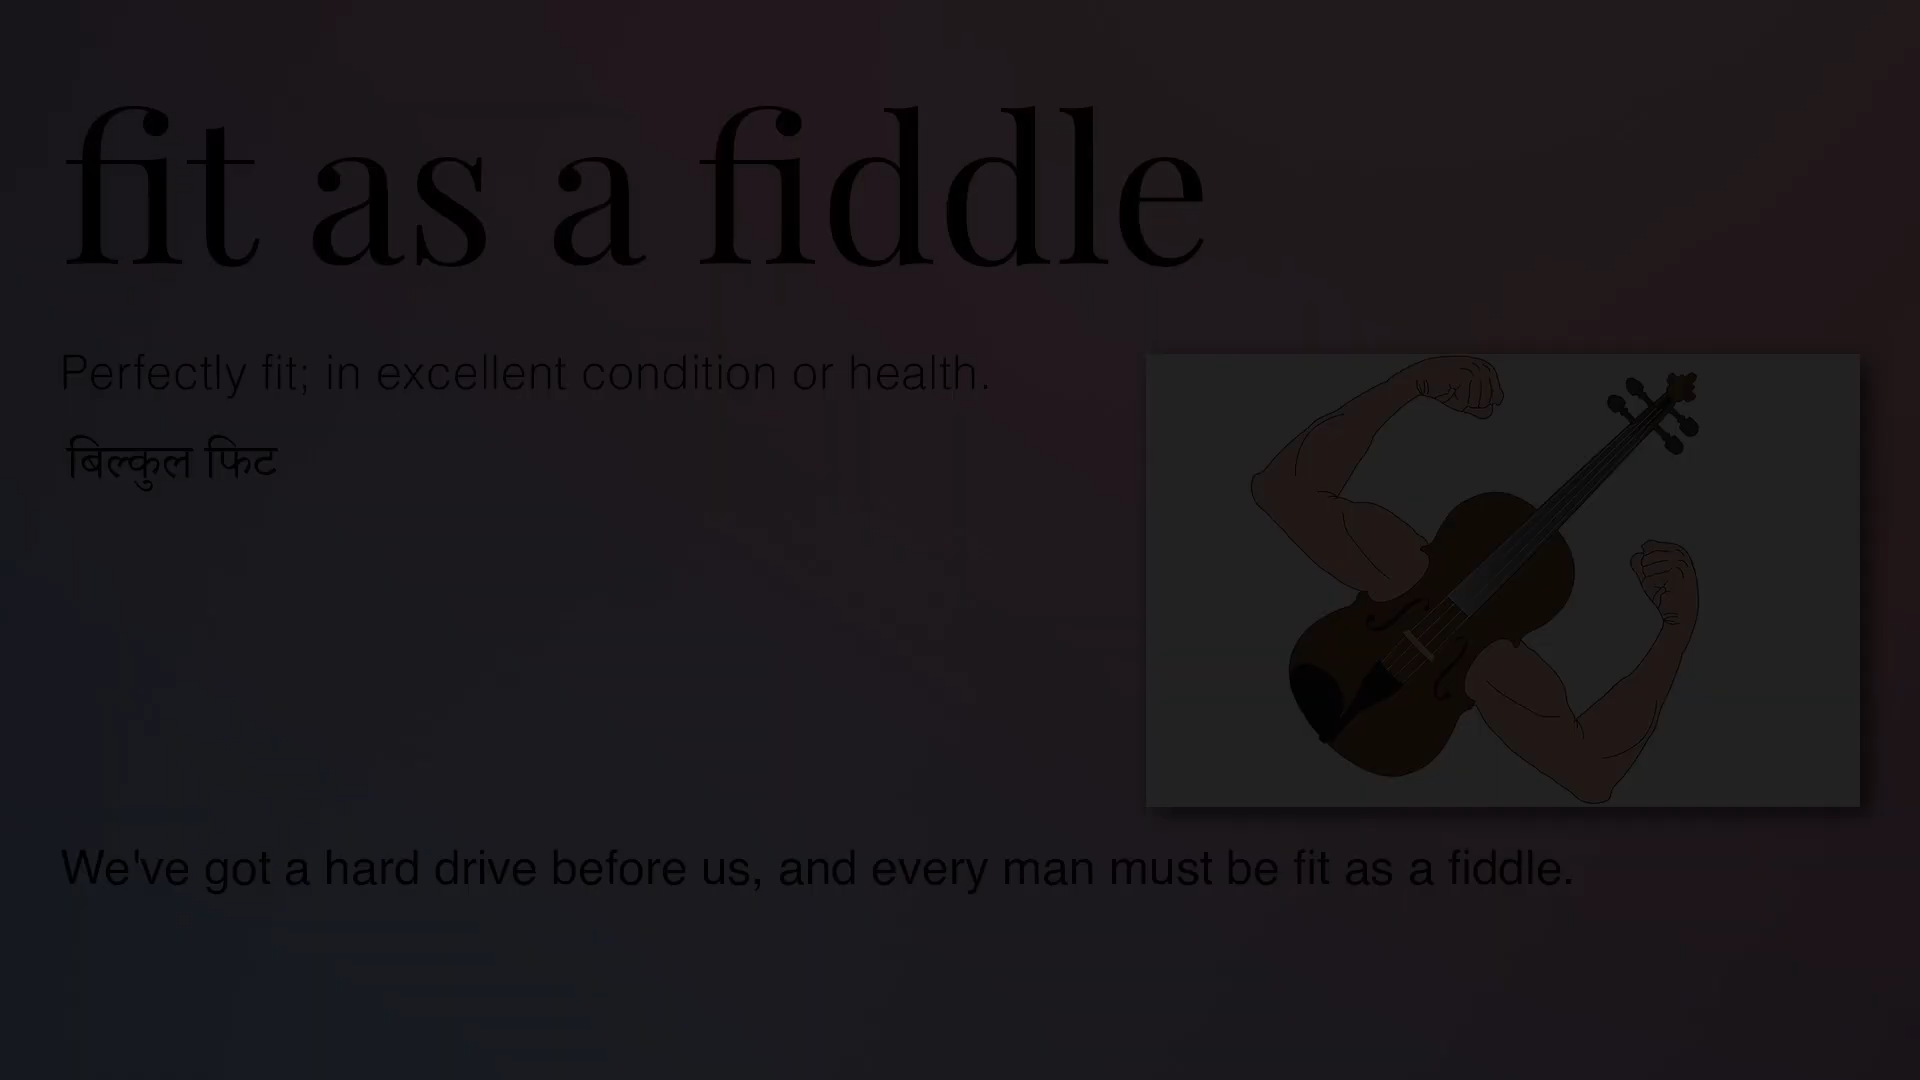 fit as a fiddle
Perfectly fit; in excellent condition or health.
बिल्कुल फिट
We've got a hard drive before us, and every man must be fit as a fiddle.